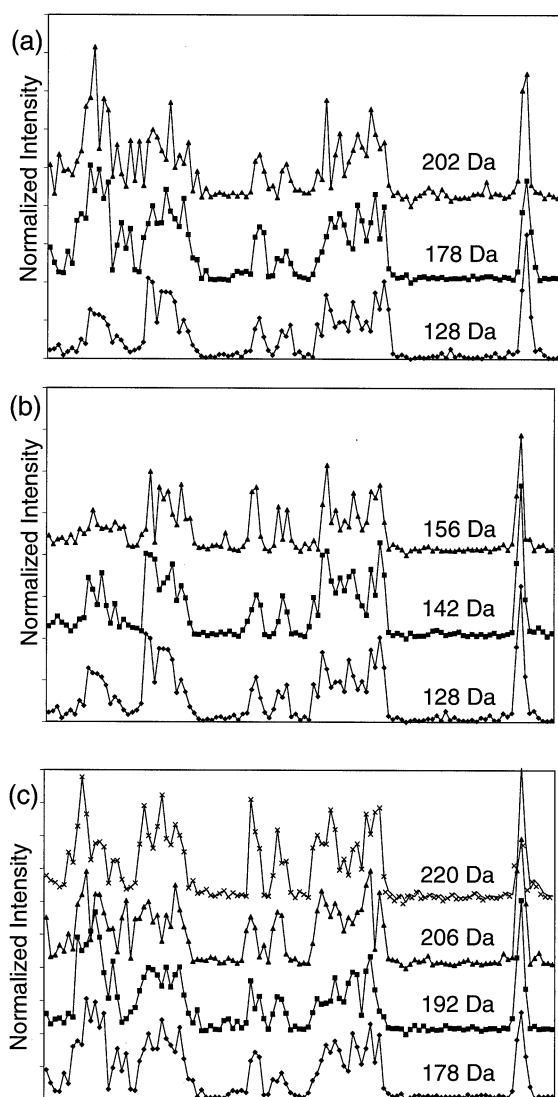 (a)
Normalized Intensity
202 Da
178 Da
128 Da
(b)
Normalized Intensity
156 Da
142 Da
128 Da
(c)
Normalized Intensity
220 Da
206 Da
192 Da
178 Da